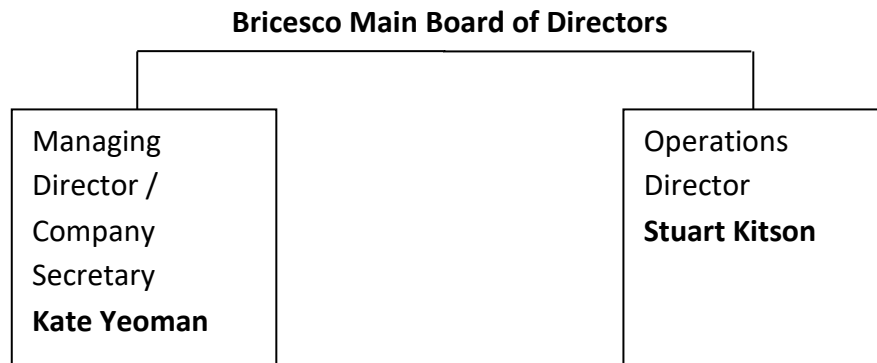 Bricesco Main Board of Directors
Managing
Director /
Company
Secretary
Kate Yeoman
Operations
Director
Stuart Kitson